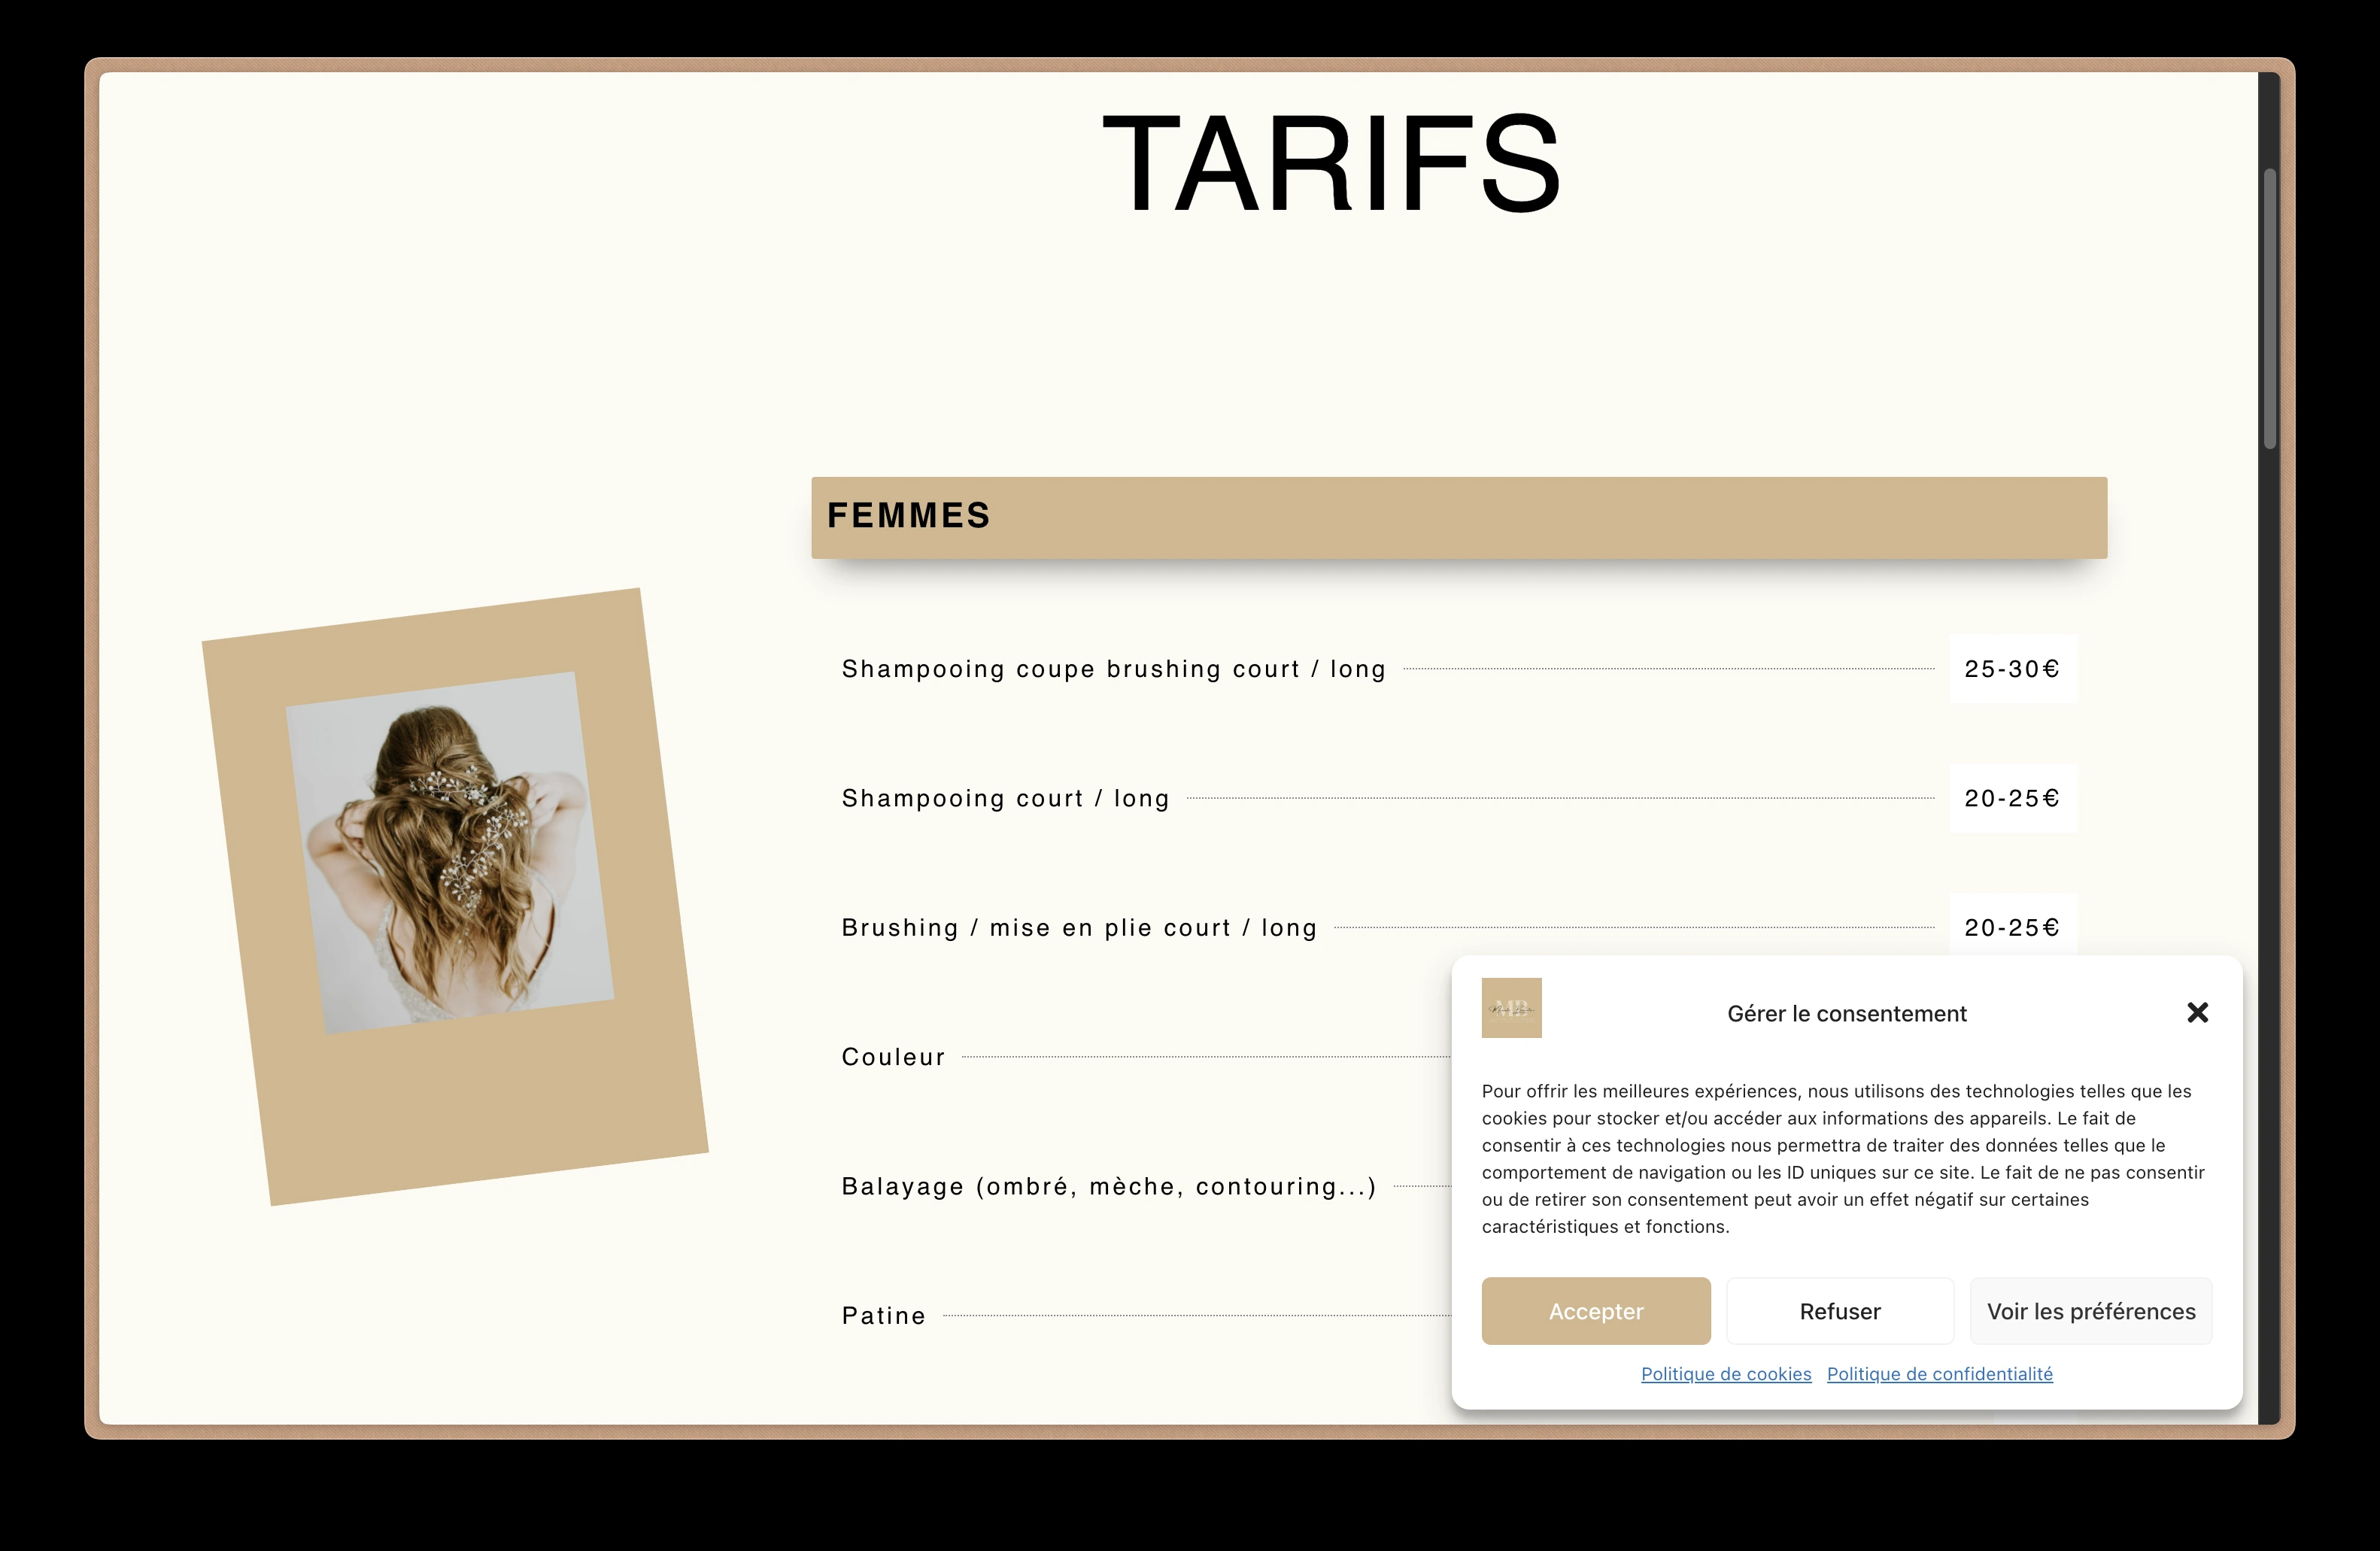 TARIFS
FEMMES
Shampooing coupe brushing court / long 25-30€
Shampooing court / long 20-25€
Brushing / mise en plie court / long 20-25€
Couleur
Balayage (ombré, mèche, contouring...)
Patine
MB
Gérer le consentement
Pour offrir les meilleures expériences, nous utilisons des technologies telles que les
cookies pour stocker et/ou accéder aux informations des appareils. Le fait de
consentir à ces technologies nous permettra de traiter des données telles que le
comportement de navigation ou les ID uniques sur ce site. Le fait de ne pas consentir
ou de retirer son consentement peut avoir un effet négatif sur certaines
caractéristiques et fonctions.
Accepter Refuser Voir les préférences
Politique de cookies Politique de confidentialité